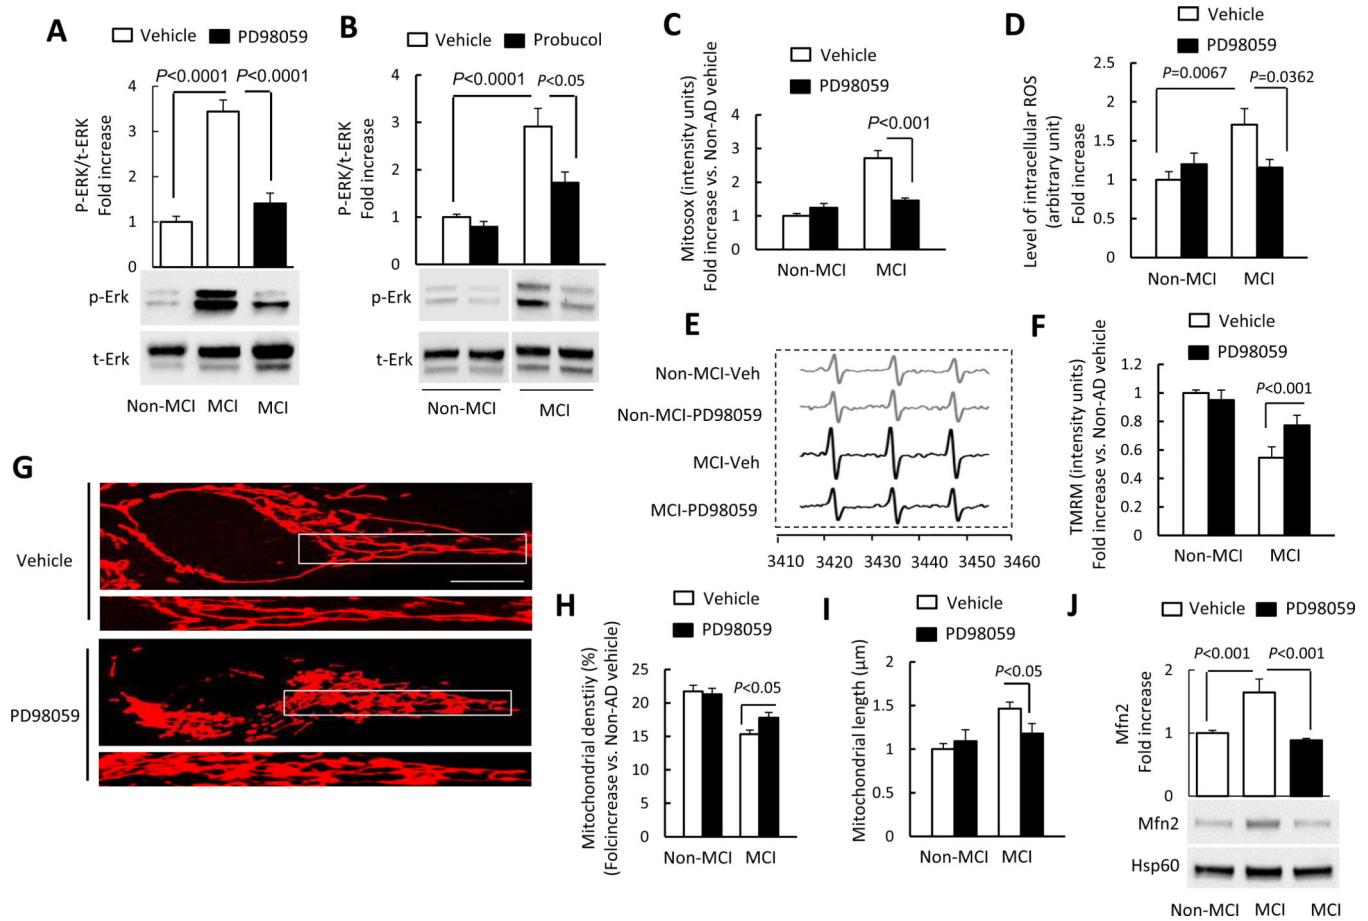 A
Vehicle PD98059
P<0.0001 P<0.0001
P-ERK/t-ERK
Fold increase
4
3
2
1
0
p-Erk
t-Erk
Non-MCI MCI MCI
B
Vehicle Probucol
P<0.0001 P<0.05
P-ERK/t-ERK
Fold increase
4
3
2
1
0
p-Erk
t-Erk
Non-MCI MCI
C
Vehicle
PD98059
P<0.001
Mitosox (intensity units)
Fold increase vs. Non-AD vehicle
4
3
2
1
0
Non-MCI MCI
D
Vehicle
PD98059
P=0.0067 P=0.0362
Level of intracellular ROS
(arbitrary unit)
Fold increase
2.5
2
1.5
1
0.5
0
Non-MCI MCI
E
Non-MCI-Veh
Non-MCI-PD98059
MCI-Veh
MCI-PD98059
3410 3420 3430 3440 3450 3460
F
Vehicle
PD98059
P<0.001
TMRM (intensity units)
Fold increase vs. Non-AD vehicle
1.2
1
0.8
0.6
0.4
0.2
0
Non-MCI MCI
G
Vehicle
PD98059
H
Vehicle
PD98059
P<0.05
Mitochondrial denstiiy (%)
(Folcincrease vs. Non-AD vehicle)
25
20
15
10
5
0
Non-MCI MCI
I
Vehicle
PD98059
P<0.05
Mitochondrial length (μm)
2
1.5
1
0.5
0
Non-MCI MCI
J
Vehicle PD98059
P<0.001 P<0.001
Mfn2
Fold increase
2
1
0
Mfn2
Hsp60
Non-MCI MCI MCI